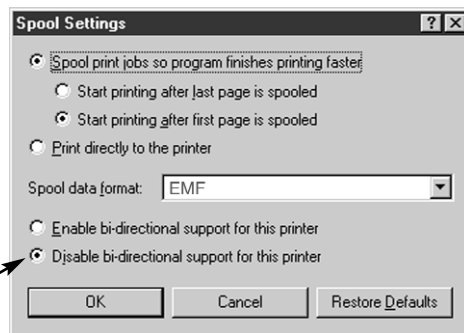 Spool Settings
Spool print jobs so program finishes printing faster
Start printing after last page is spooled
Start printing after first page is spooled
Print directly to the printer
Spool data format: EMF
Enable bi-directional support for this printer
Disable bi-directional support for this printer
OK Cancel Restore Defaults